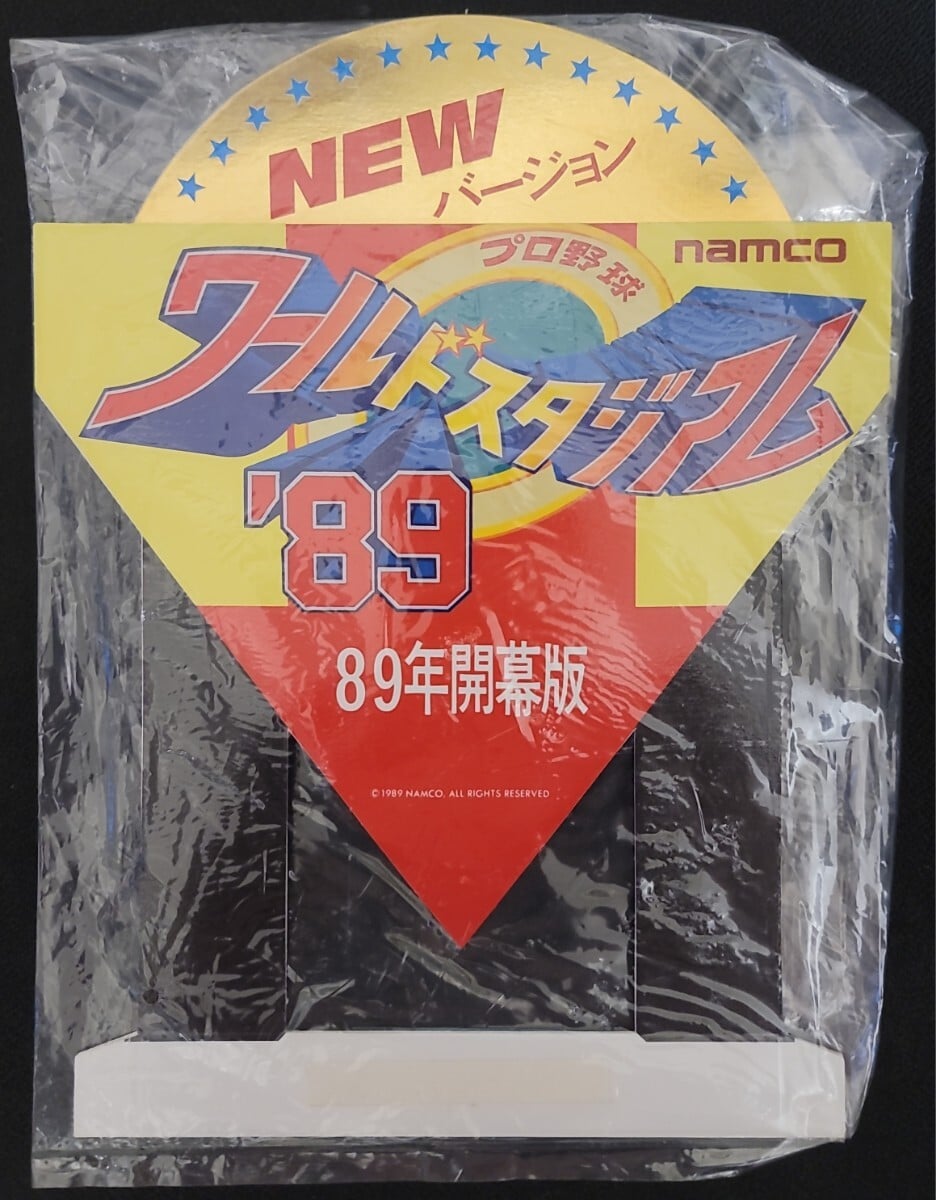 NEW
バージョン
プロ野球
namco
ワールドスタジアム
'89
89年開幕版
©1989 NAMCO, ALL RIGHTS RESERVED